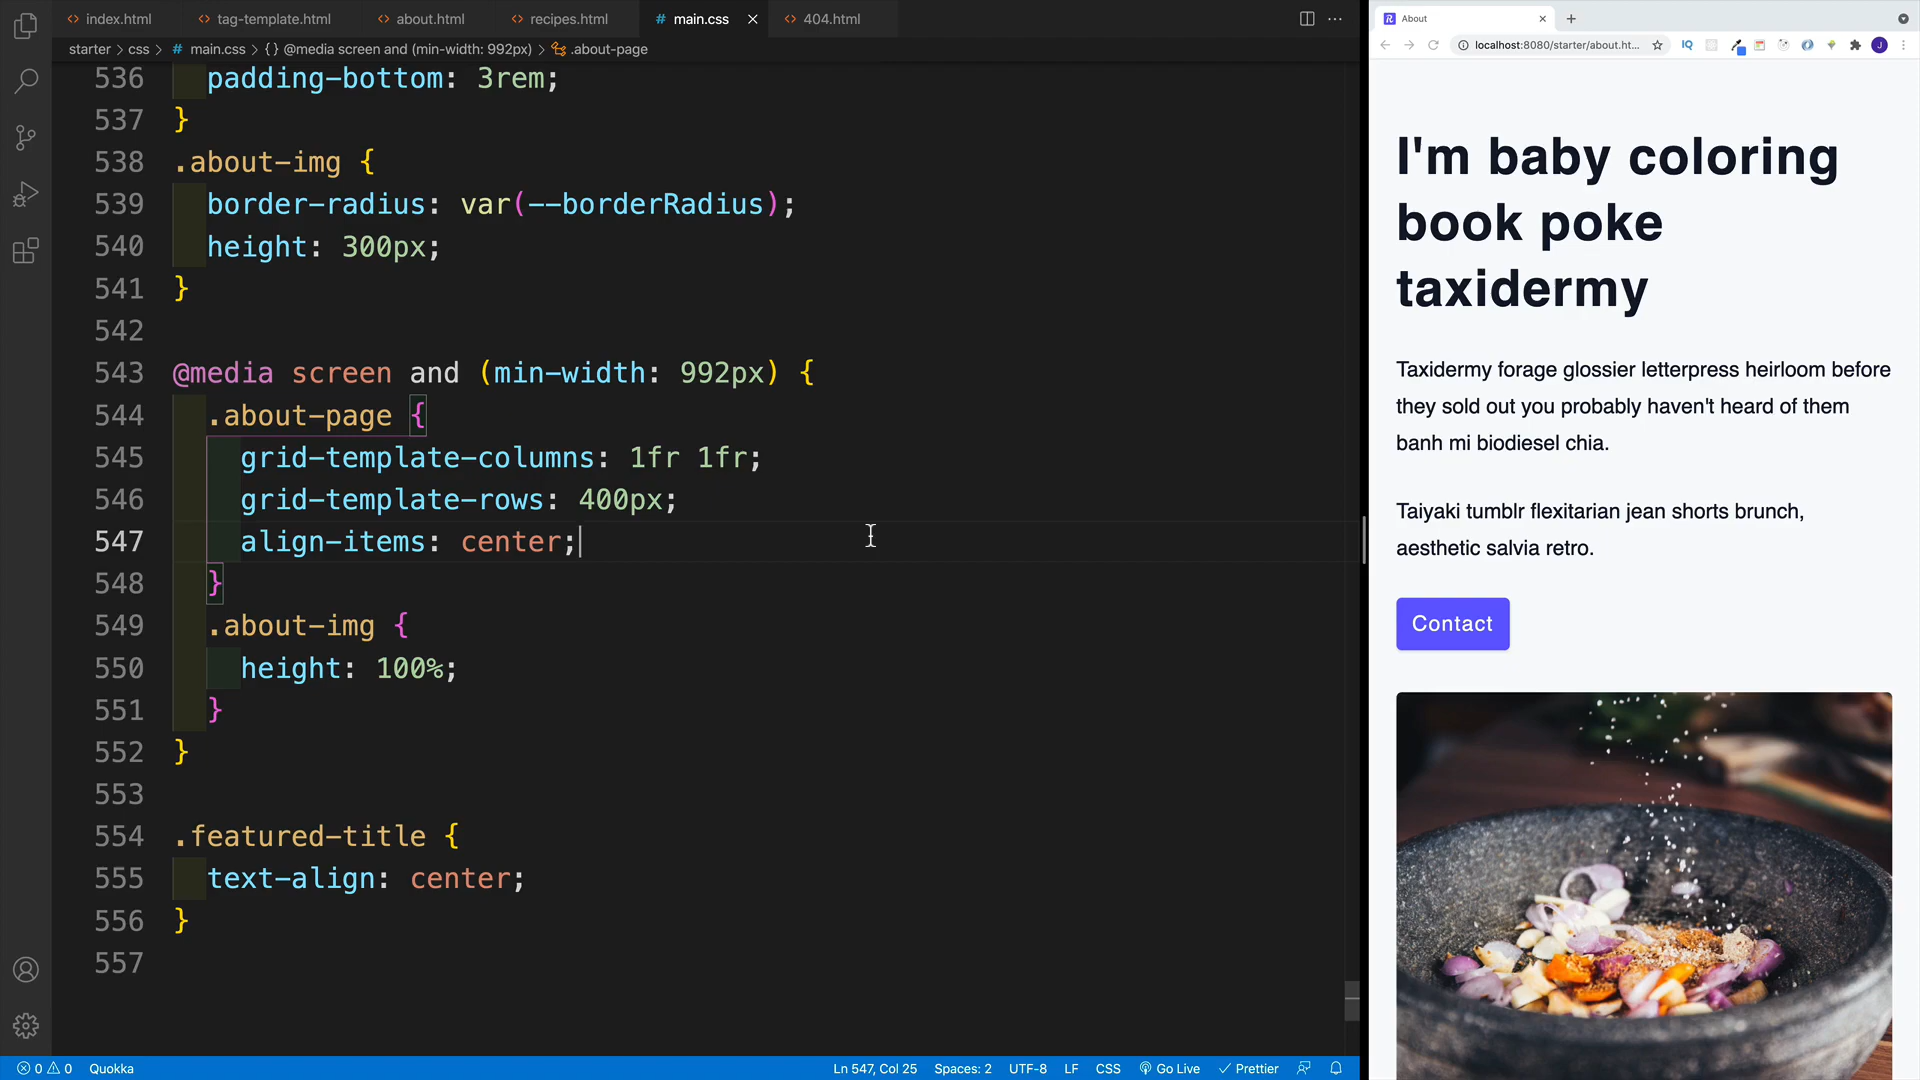 index.html
tag-template.html
about.html
recipes.html
# main.css
404.html
starter > css > # main.css > {} @media screen and (min-width: 992px) > .about-page
536 padding-bottom: 3rem;
537 }
538 .about-img {
539 border-radius: var(--borderRadius);
540 height: 300px;
541 }
542
543 @media screen and (min-width: 992px) {
544 .about-page {
545 grid-template-columns: 1fr 1fr;
546 grid-template-rows: 400px;
547 align-items: center;
548 }
549 .about-img {
550 height: 100%;
551 }
552 }
553
554 .featured-title {
555 text-align: center;
556 }
557
0 0 Quokka
Ln 547, Col 25 Spaces: 2 UTF-8 LF CSS Go Live Prettier
About
localhost:8080/starter/about.ht...
IQ
J
I'm baby coloring
book poke
taxidermy
Taxidermy forage glossier letterpress heirloom before
they sold out you probably haven't heard of them
banh mi biodiesel chia.
Taiyaki tumblr flexitarian jean shorts brunch,
aesthetic salvia retro.
Contact